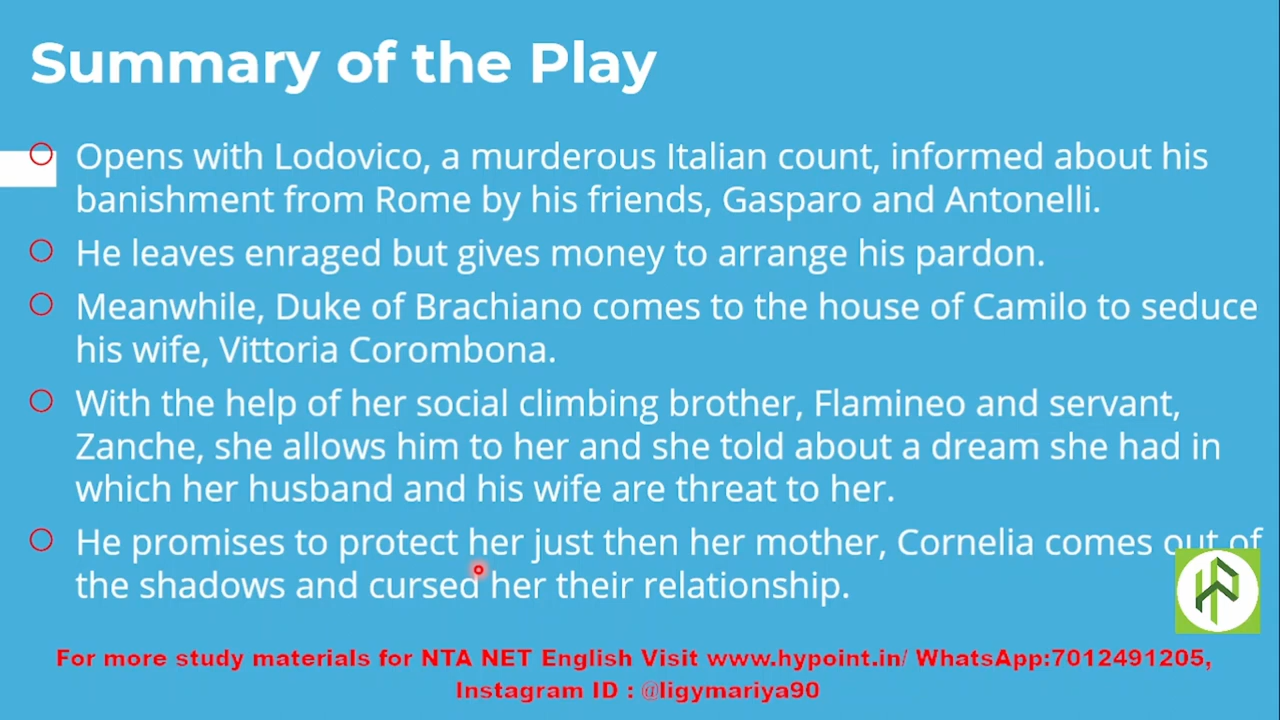 Summary of the Play
Opens with Lodovico, a murderous Italian count, informed about his
banishment from Rome by his friends, Gasparo and Antonelli.
He leaves enraged but gives money to arrange his pardon.
Meanwhile, Duke of Brachiano comes to the house of Camilo to seduce
his wife, Vittoria Corombona.
With the help of her social climbing brother, Flamineo and servant,
Zanche, she allows him to her and she told about a dream she had in
which her husband and his wife are threat to her.
He promises to protect her just then her mother, Cornelia comes out of
the shadows and cursed her their relationship.
For more study materials for NTA NET English Visit www.hypoint.in/ WhatsApp:7012491205,
Instagram ID : @ligymariya90